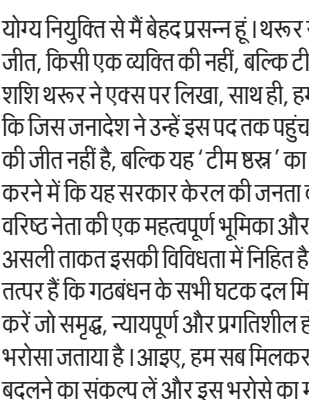 योग्य नियुक्ति से मैं बेहद प्रसन्न हूं।थरूर
जीत, किसी एक व्यक्ति की नहीं, बल्कि टी
शशि थरूर ने एक्स पर लिखा, साथ ही, हम
कि जिस जनादेश ने उन्हें इस पद तक पहुंच
की जीत नहीं है, बल्कि यह ‘टीम ष्ठस्न’ का
करने में कि यह सरकार केरल की जनता
वरिष्ठ नेता की एक महत्वपूर्ण भूमिका और
असली ताकत इसकी विविधता में निहित है
तत्पर हैं कि गठबंधन के सभी घटक दल मि
करें जो समृद्ध, न्यायपूर्ण और प्रगतिशील ह
भरोसा जताया है।आइए, हम सब मिलकर
बदलने का संकल्प लें और इस भरोसे का म